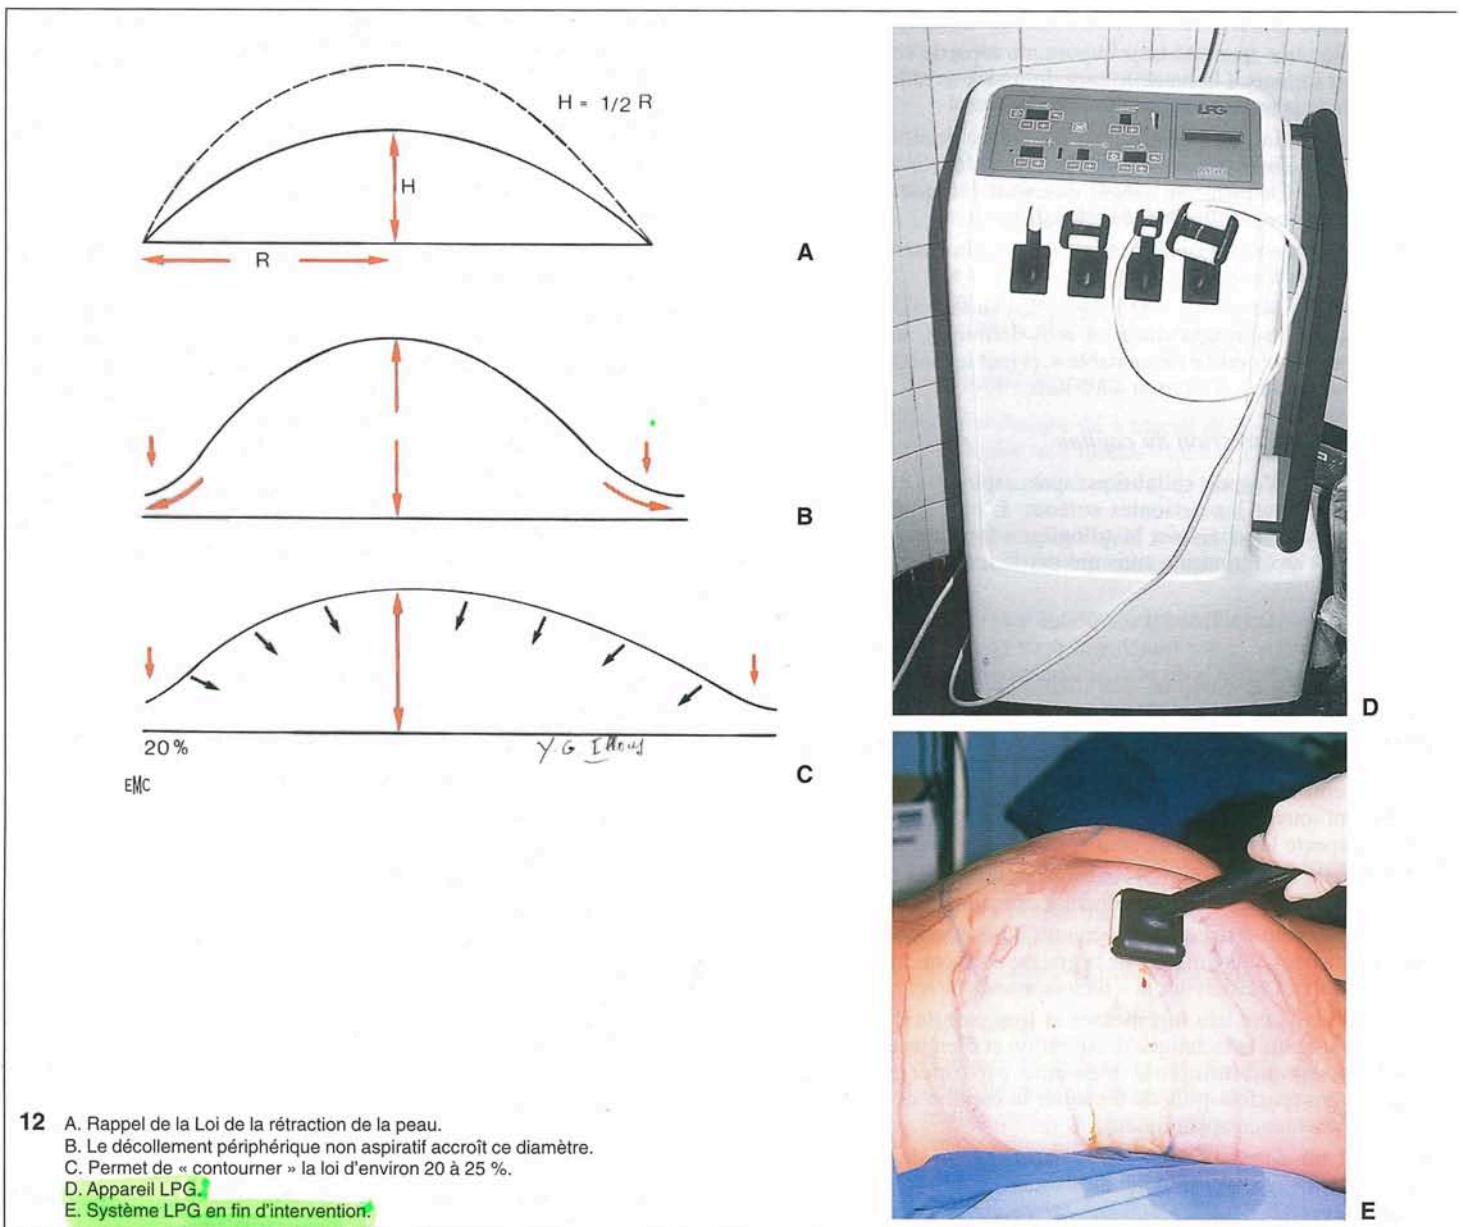 H = 1/2 R
H
R
A
B
20 %
Y.G Illouz
C
EMC
LPG
D
E
12 A. Rappel de la Loi de la rétraction de la peau.
B. Le décollement périphérique non aspiratif accroît ce diamètre.
C. Permet de « contourner » la loi d'environ 20 à 25 %.
D. Appareil LPG.
E. Système LPG en fin d'intervention.